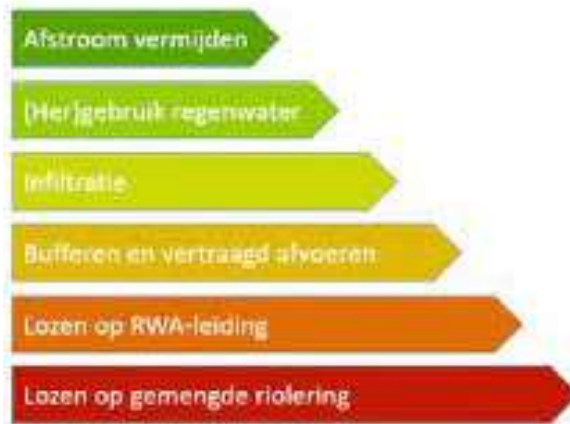 Afstroom vermijden
(Her)gebruik regenwater
Infiltratie
Bufferen en vertraagd afvoeren
Lozen op RWA-leiding
Lozen op gemengde riolering